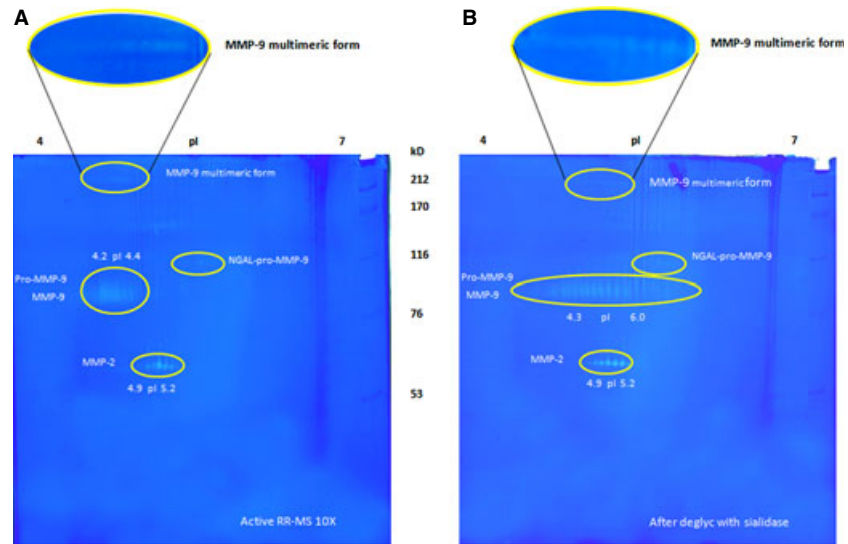 A
MMP-9 multimeric form
4 pI 7
kD
MMP-9 multimeric form
212
170
NGAL-pro-MMP-9
116
4.2 pI 4.4
Pro-MMP-9
MMP-9
76
MMP-2
4.9 pI 5.2
53
Active RR-MS 10X
B
MMP-9 multimeric form
4 pI 7
MMP-9 multimeric form
NGAL-pro-MMP-9
Pro-MMP-9
MMP-9
4.3 pI 6.0
MMP-2
4.9 pI 5.2
After deglyc with sialidase